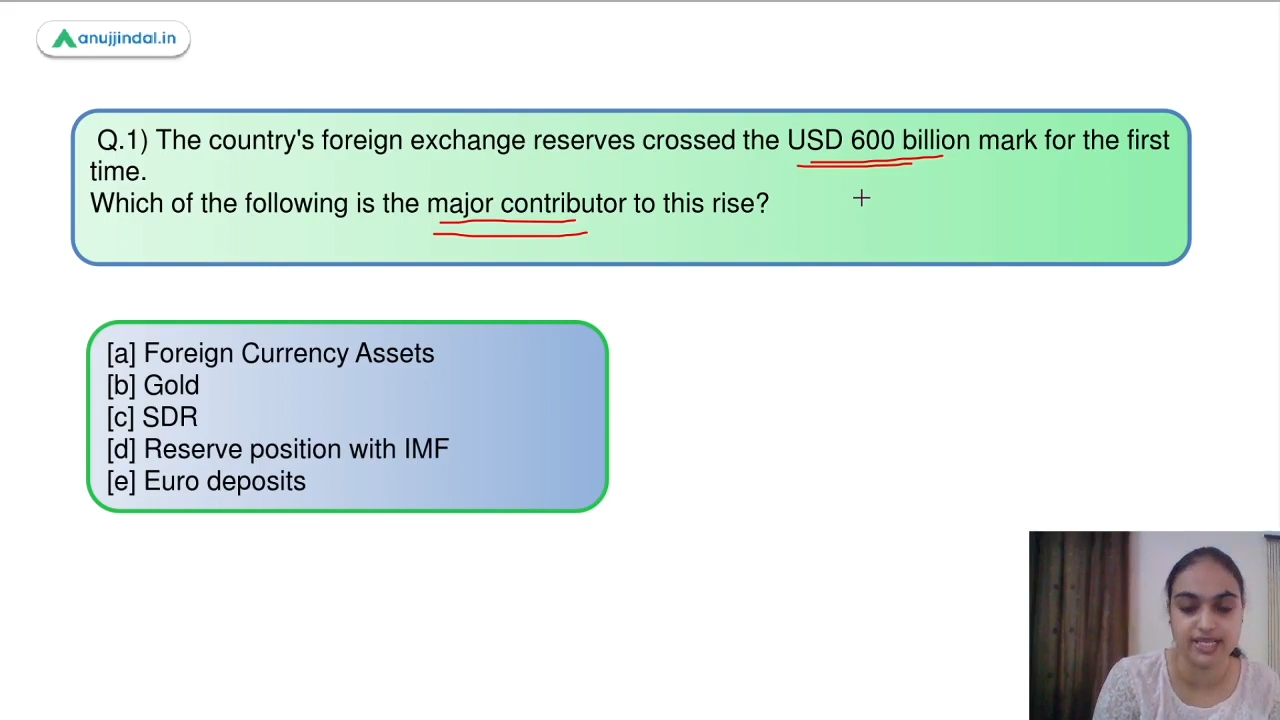 anujjindal.in
Q.1) The country's foreign exchange reserves crossed the USD 600 billion mark for the first
time.
Which of the following is the major contributor to this rise?
[a] Foreign Currency Assets
[b] Gold
[c] SDR
[d] Reserve position with IMF
[e] Euro deposits